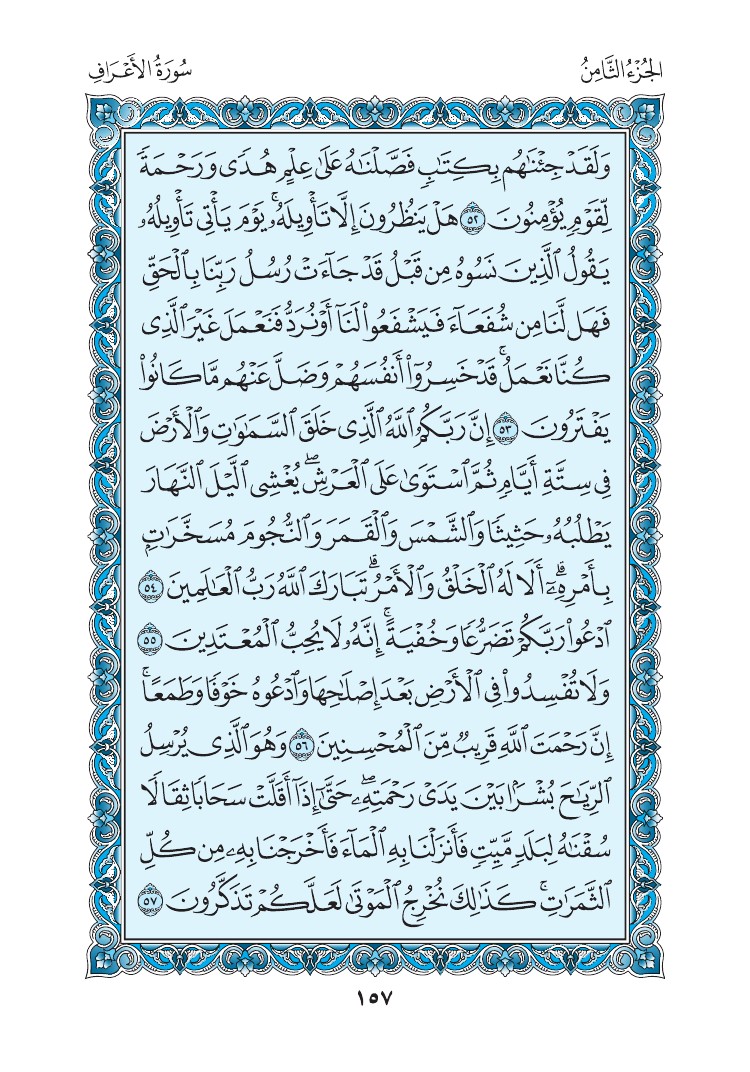 الجُزْءُ الثَّامِنُ
سُورَةُ الأَعْرَافِ
وَلَقَدْ جِئْنَٰهُم بِكِتَٰبٍ فَصَّلْنَٰهُ عَلَىٰ عِلْمٍ هُدًى وَرَحْمَةً
لِّقَوْمٍ يُؤْمِنُونَ ٥٢ هَلْ يَنظُرُونَ إِلَّا تَأْوِيلَهُۥۚ يَوْمَ يَأْتِي تَأْوِيلُهُۥ
يَقُولُ ٱلَّذِينَ نَسُوهُ مِن قَبْلُ قَدْ جَآءَتْ رُسُلُ رَبِّنَا بِٱلْحَقِّ
فَهَل لَّنَا مِن شُفَعَآءَ فَيَشْفَعُوا۟ لَنَآ أَوْ نُرَدُّ فَنَعْمَلَ غَيْرَ ٱلَّذِى
كُنَّا نَعْمَلُۚ قَدْ خَسِرُوٓا۟ أَنفُسَهُمْ وَضَلَّ عَنْهُم مَّا كَانُوا۟
يَفْتَرُونَ ٥٣ إِنَّ رَبَّكُمُ ٱللَّهُ ٱلَّذِى خَلَقَ ٱلسَّمَٰوَٰتِ وَٱلْأَرْضَ
فِى سِتَّةِ أَيَّامٍ ثُمَّ ٱسْتَوَىٰ عَلَى ٱلْعَرْشِۖ يُغْشِى ٱلَّيْلَ ٱلنَّهَارَ
يَطْلُبُهُۥ حَثِيثًا وَٱلشَّمْسَ وَٱلْقَمَرَ وَٱلنُّجُومَ مُسَخَّرَٰتٍۭ
بِأَمْرِهِۦٓۗ أَلَا لَهُ ٱلْخَلْقُ وَٱلْأَمْرُۗ تَبَارَكَ ٱللَّهُ رَبُّ ٱلْعَٰلَمِينَ ٥٤
ٱدْعُوا۟ رَبَّكُمْ تَضَرُّعًا وَخُفْيَةًۚ إِنَّهُۥ لَا يُحِبُّ ٱلْمُعْتَدِينَ ٥٥
وَلَا تُفْسِدُوا۟ فِى ٱلْأَرْضِ بَعْدَ إِصْلَٰحِهَا وَٱدْعُوهُ خَوْفًا وَطَمَعًاۚ
إِنَّ رَحْمَتَ ٱللَّهِ قَرِيبٌ مِّنَ ٱلْمُحْسِنِينَ ٥٦ وَهُوَ ٱلَّذِى يُرْسِلُ
ٱلرِّيَٰحَ بُشْرًۢا بَيْنَ يَدَىْ رَحْمَتِهِۦۖ حَتَّىٰٓ إِذَآ أَقَلَّتْ سَحَابًا ثِقَالًا
سُقْنَٰهُ لِبَلَدٍ مَّيِّتٍ فَأَنزَلْنَا بِهِ ٱلْمَآءَ فَأَخْرَجْنَا بِهِۦ مِن كُلِّ
ٱلثَّمَرَٰتِۚ كَذَٰلِكَ نُخْرِجُ ٱلْمَوْتَىٰ لَعَلَّكُمْ تَذَكَّرُونَ ٥٧
١٥٧